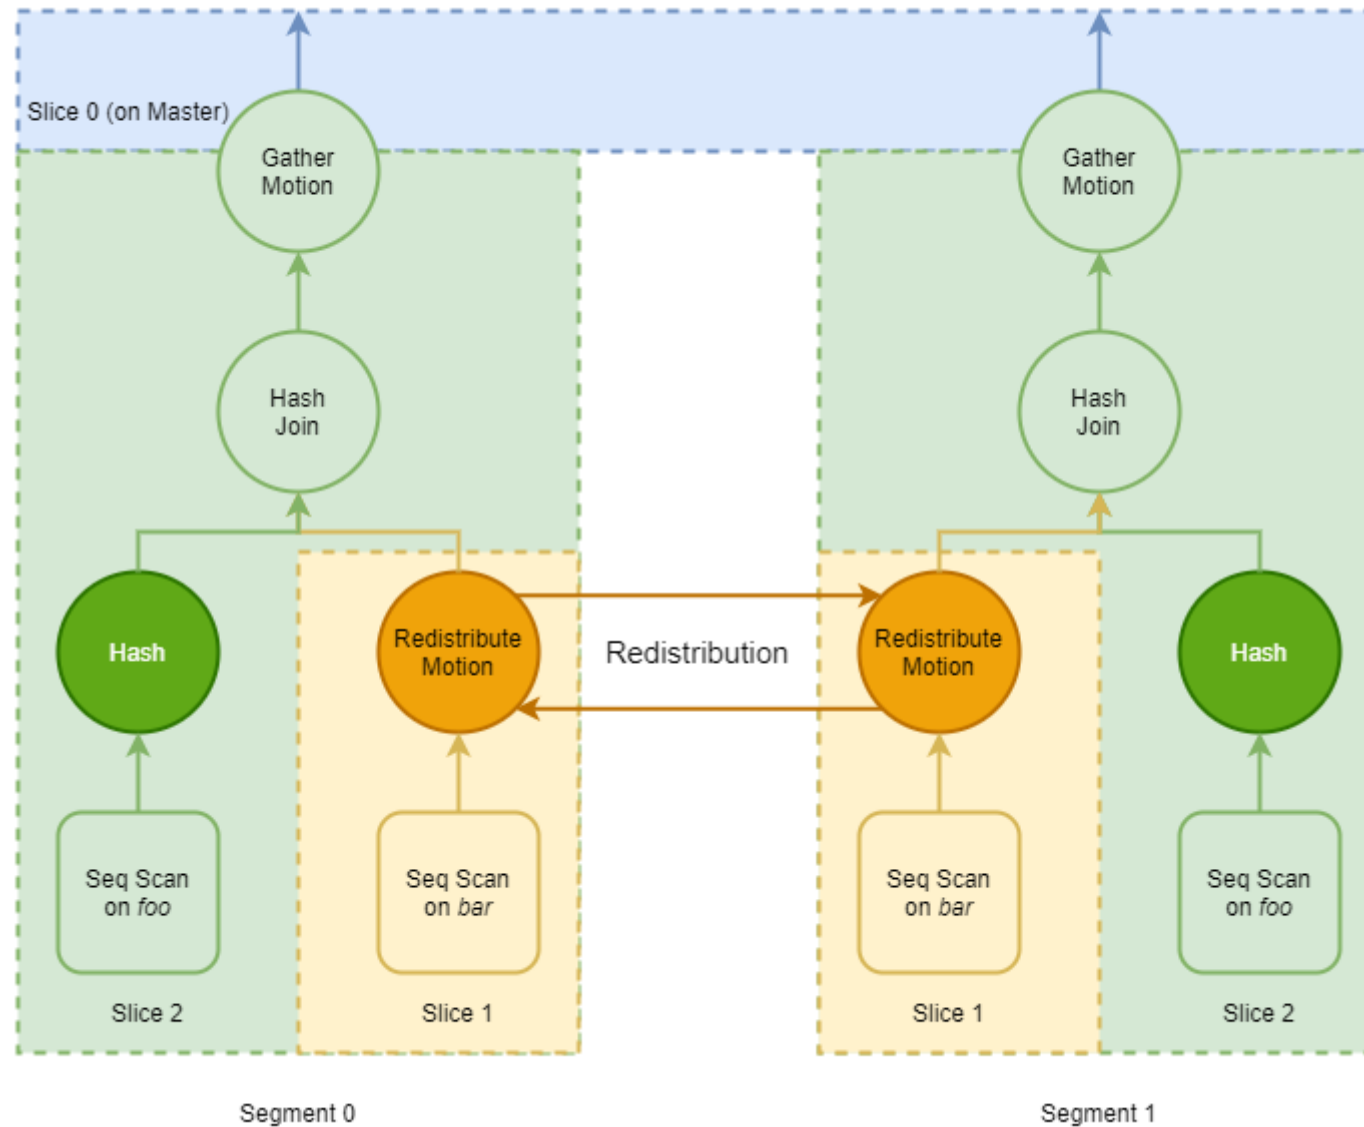 Slice 0 (on Master)
Gather
Motion
Gather
Motion
Hash
Join
Hash
Join
Hash
Redistribute
Motion
Redistribution
Redistribute
Motion
Hash
Seq Scan
on foo
Seq Scan
on bar
Seq Scan
on bar
Seq Scan
on foo
Slice 2
Slice 1
Slice 1
Slice 2
Segment 0
Segment 1